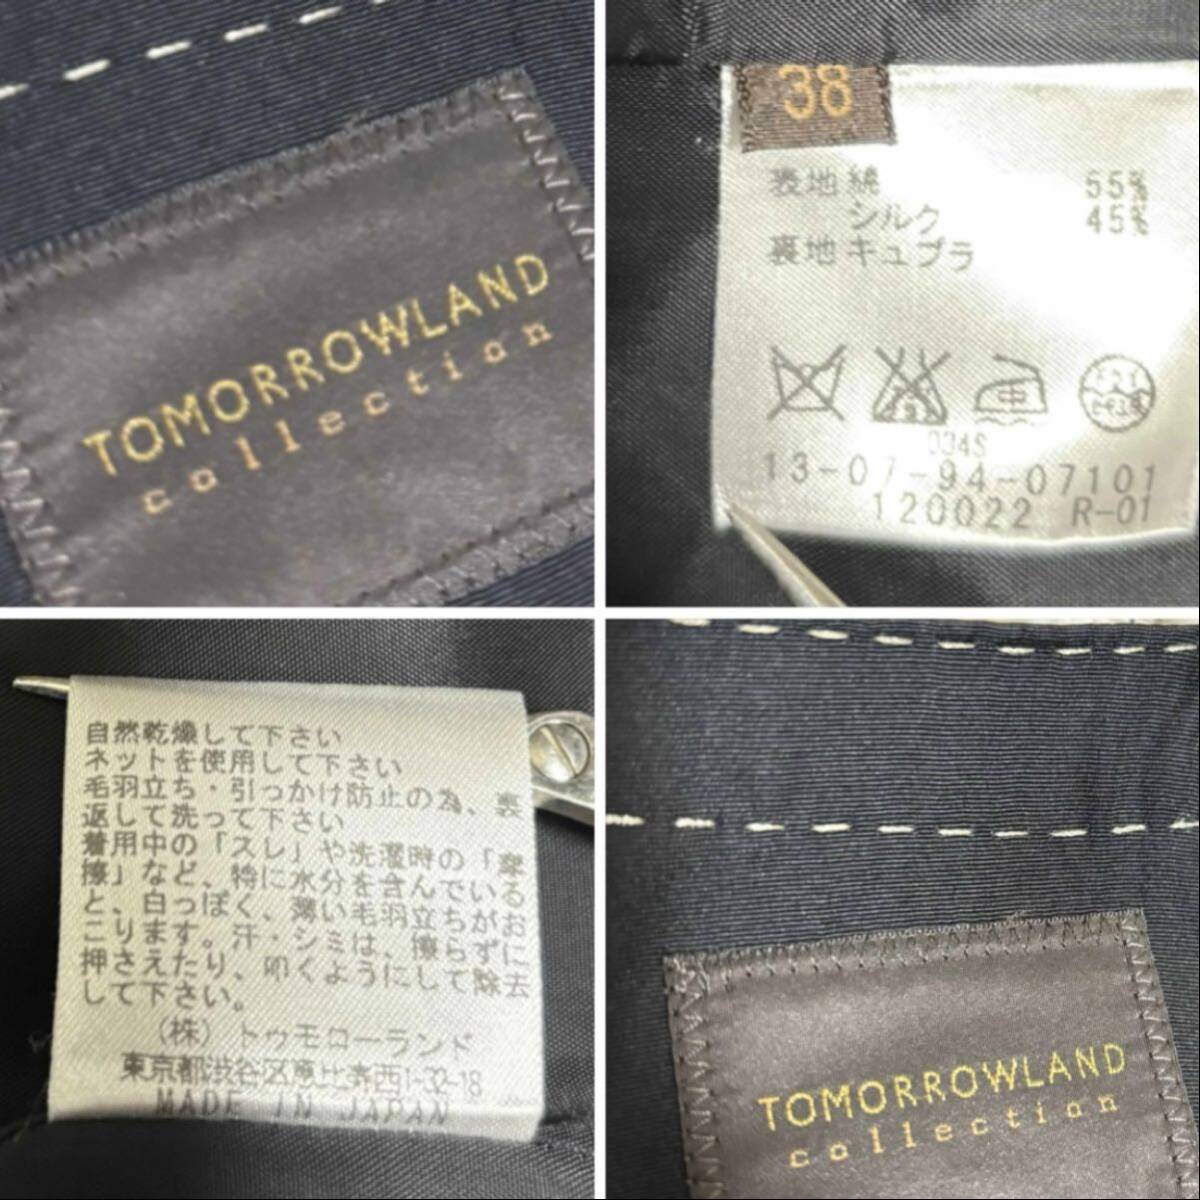 TOMORROWLAND
collection
38
表地 綿 55%
シルク 45%
裏地 キュプラ
中
034S
13-07-94-07101
120022 R-01
自然乾燥して下さい
ネットを使用して下さい
毛羽立ち・引っかけ防止の為、裏
返して洗って下さい
着用中の「スレ」や洗濯時の「摩
擦」など、特に水分を含んでいる
と、白っぽく、薄い毛羽立ちがお
こります。汗・シミは、擦らずに
押さえたり、叩くようにして除去
して下さい。
(株) トゥモローランド
東京都渋谷区恵比寿西1-32-18
MADE IN JAPAN
TOMORROWLAND
collection